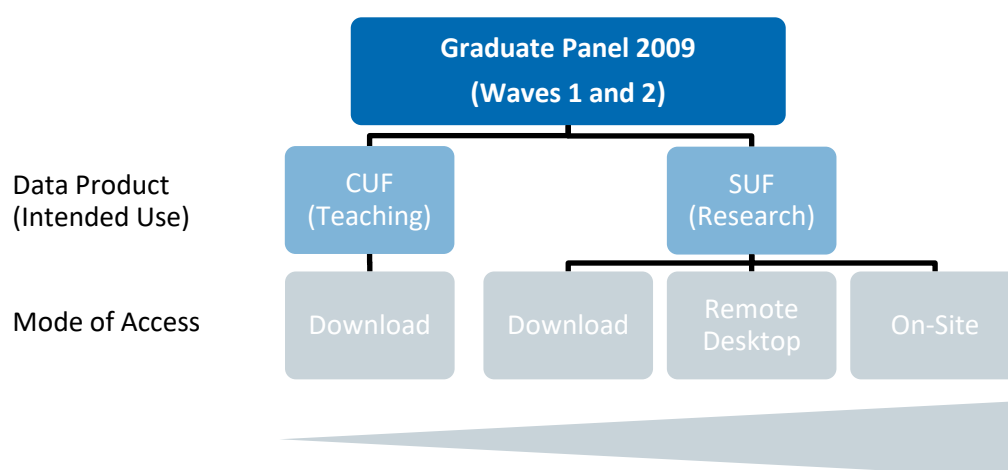 Graduate Panel 2009
(Waves 1 and 2)
Data Product
(Intended Use)
CUF
(Teaching)
SUF
(Research)
Mode of Access
Download
Download
Remote
Desktop
On-Site